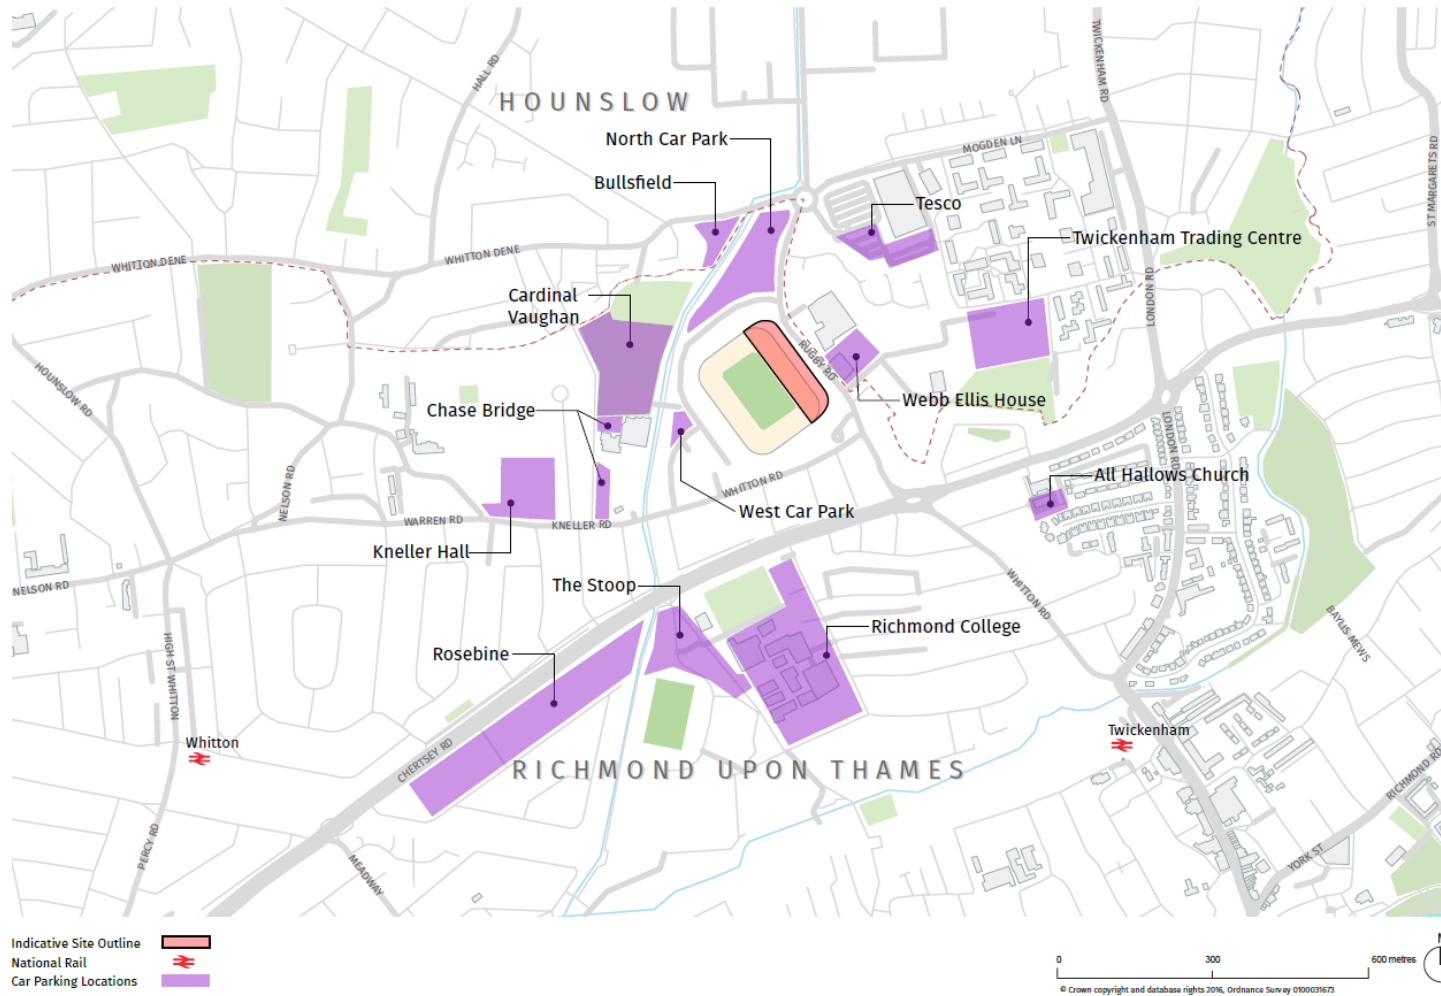 HALL RD
TWICKENHAM RD
HOUNSLOW
North Car Park
MOGDEN LN
ST MARGARETS RD
Bullsfield
Tesco
Twickenham Trading Centre
WHITTON DENE
WHITTON DENE
Cardinal
Vaughan
LONDON RD
RUGBY RD
HOUNSLOW RD
Chase Bridge
Webb Ellis House
LONDON RD
NELSON RD
WHITTON RD
All Hallows Church
West Car Park
WARREN RD
KNELLER RD
Kneller Hall
NELSON RD
The Stoop
WHITTON RD
Richmond College
BAYLIS MEWS
HIGH ST WHITTON
Rosebine
Whitton
Twickenham
CHERTSEY RD
RICHMOND UPON THAMES
RICHMOND RD
PERCY RD
MEADWAY
YORK ST
Indicative Site Outline
National Rail
Car Parking Locations
0 300 600 metres
N
© Crown copyright and database rights 2016, Ordnance Survey 0100031673